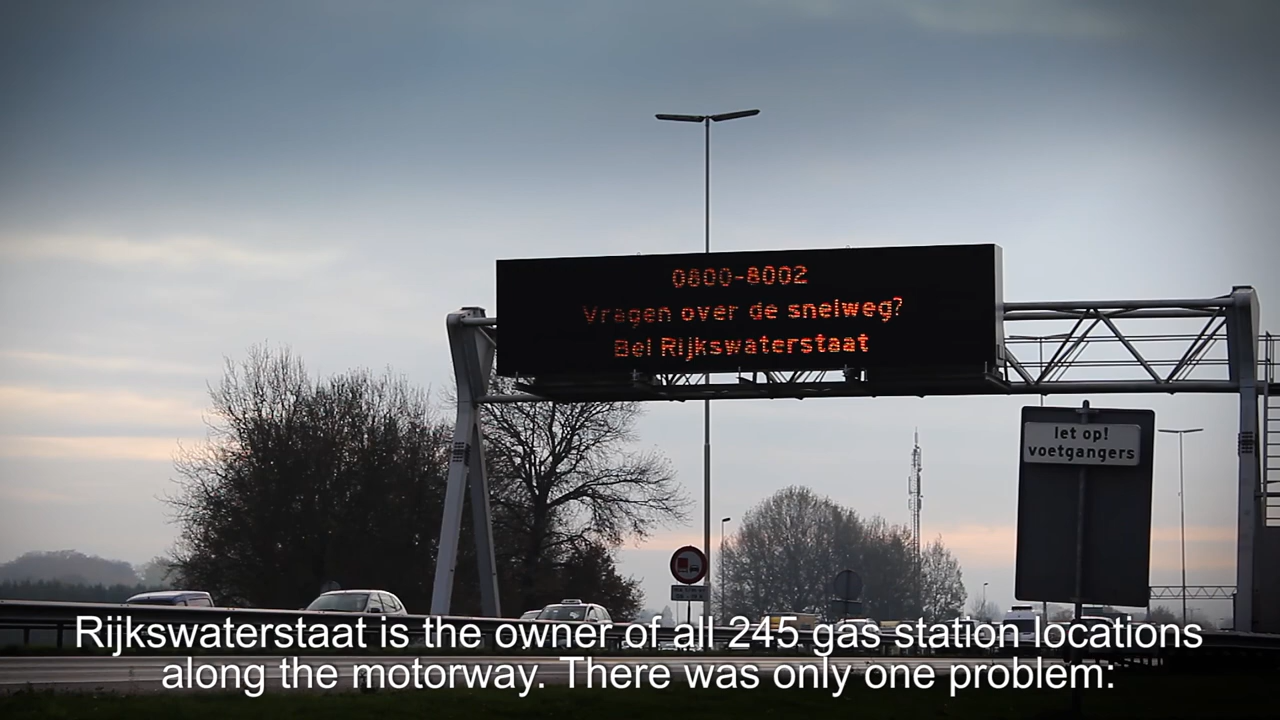 0800-8002
Vragen over de snelweg?
Bel Rijkswaterstaat
let op!
voetgangers
Rijkswaterstaat is the owner of all 245 gas station locations
along the motorway. There was only one problem: